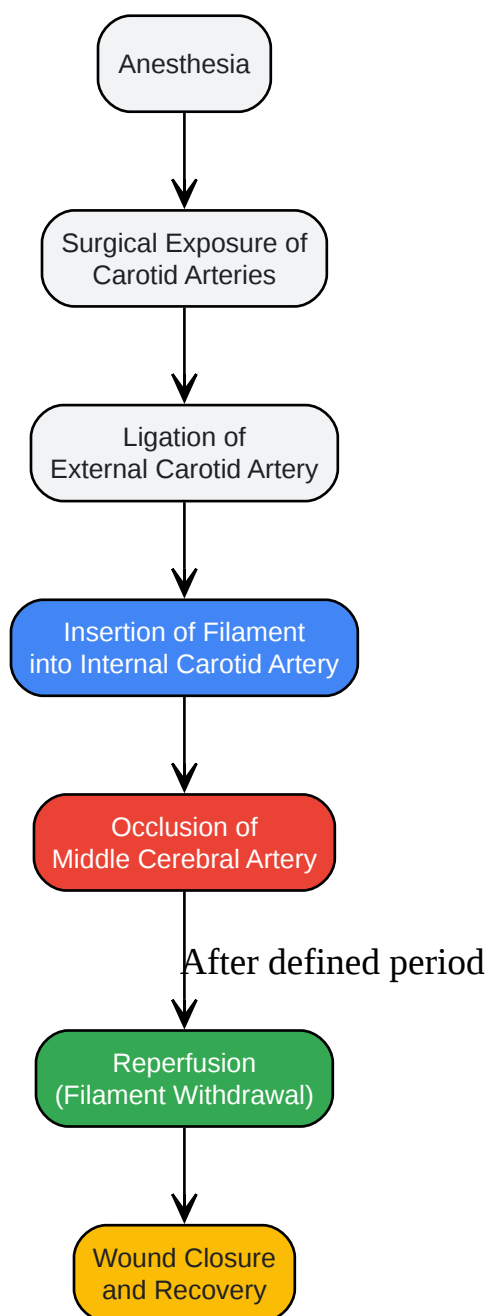 Anesthesia
Surgical Exposure of
Carotid Arteries
Ligation of
External Carotid Artery
Insertion of Filament
into Internal Carotid Artery
Occlusion of
Middle Cerebral Artery
After defined period
Reperfusion
(Filament Withdrawal)
Wound Closure
and Recovery